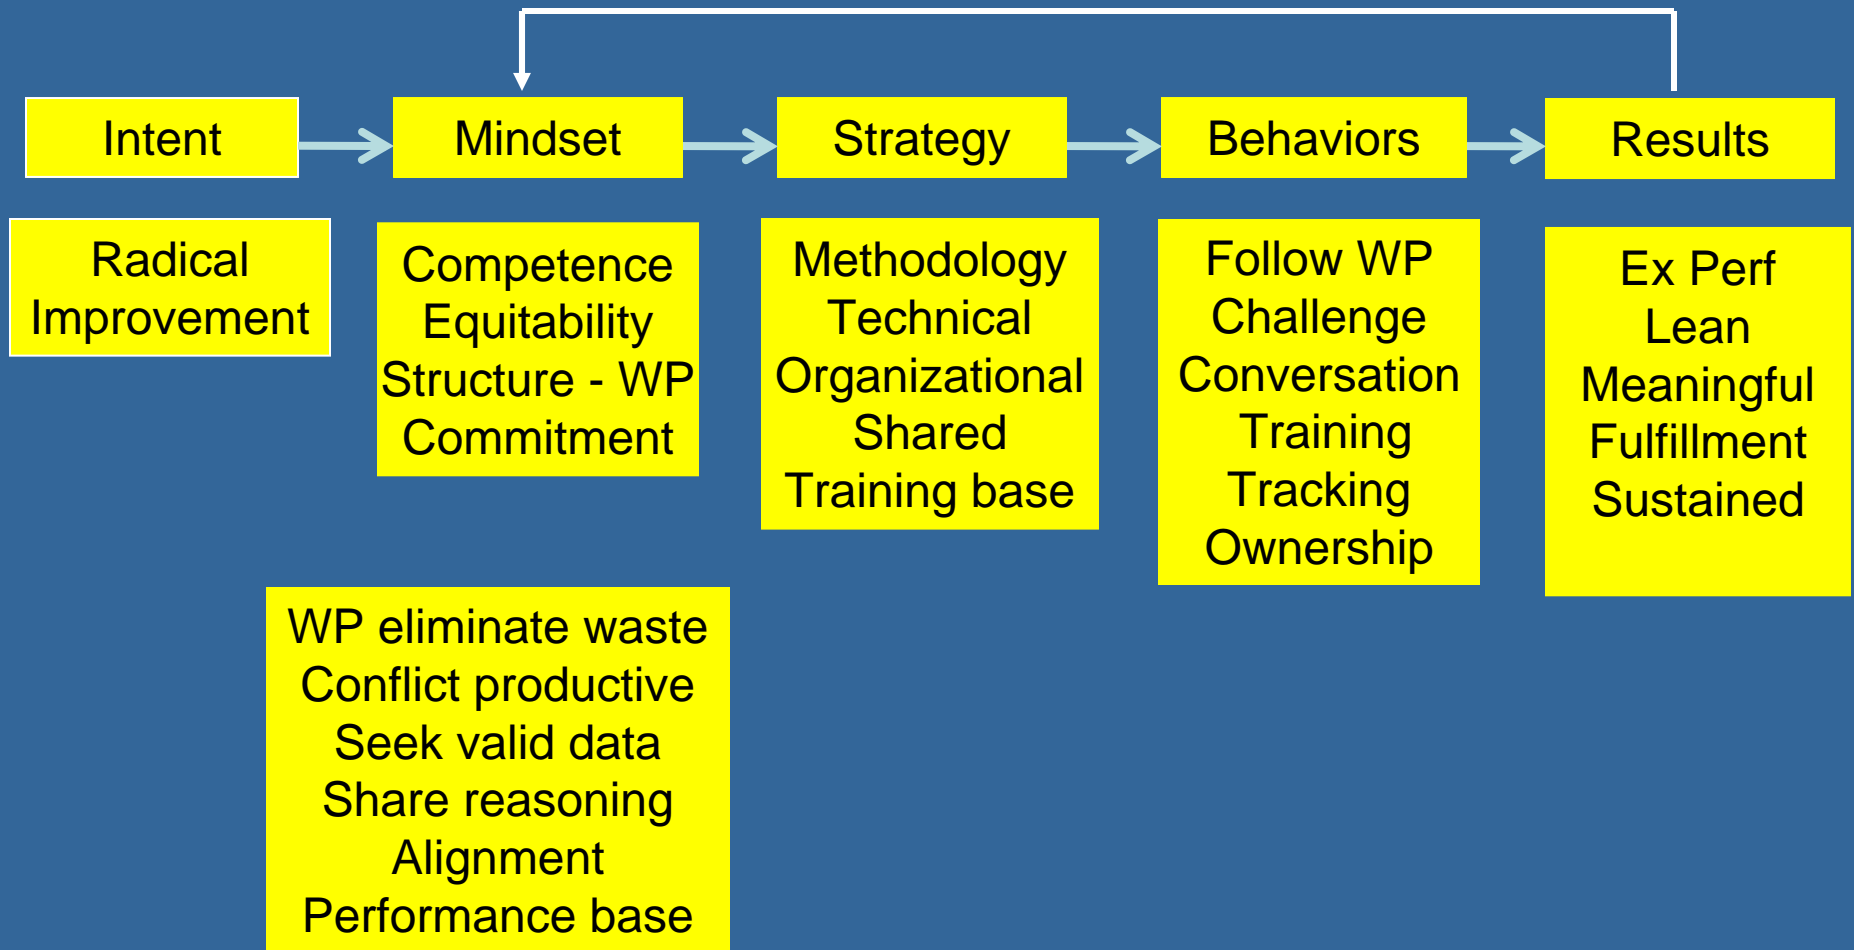 Intent
Mindset
Strategy
Behaviors
Results
Radical
Improvement
Competence
Equitability
Structure - WP
Commitment
Methodology
Technical
Organizational
Shared
Training base
Follow WP
Challenge
Conversation
Training
Tracking
Ownership
Ex Perf
Lean
Meaningful
Fulfillment
Sustained
WP eliminate waste
Conflict productive
Seek valid data
Share reasoning
Alignment
Performance base